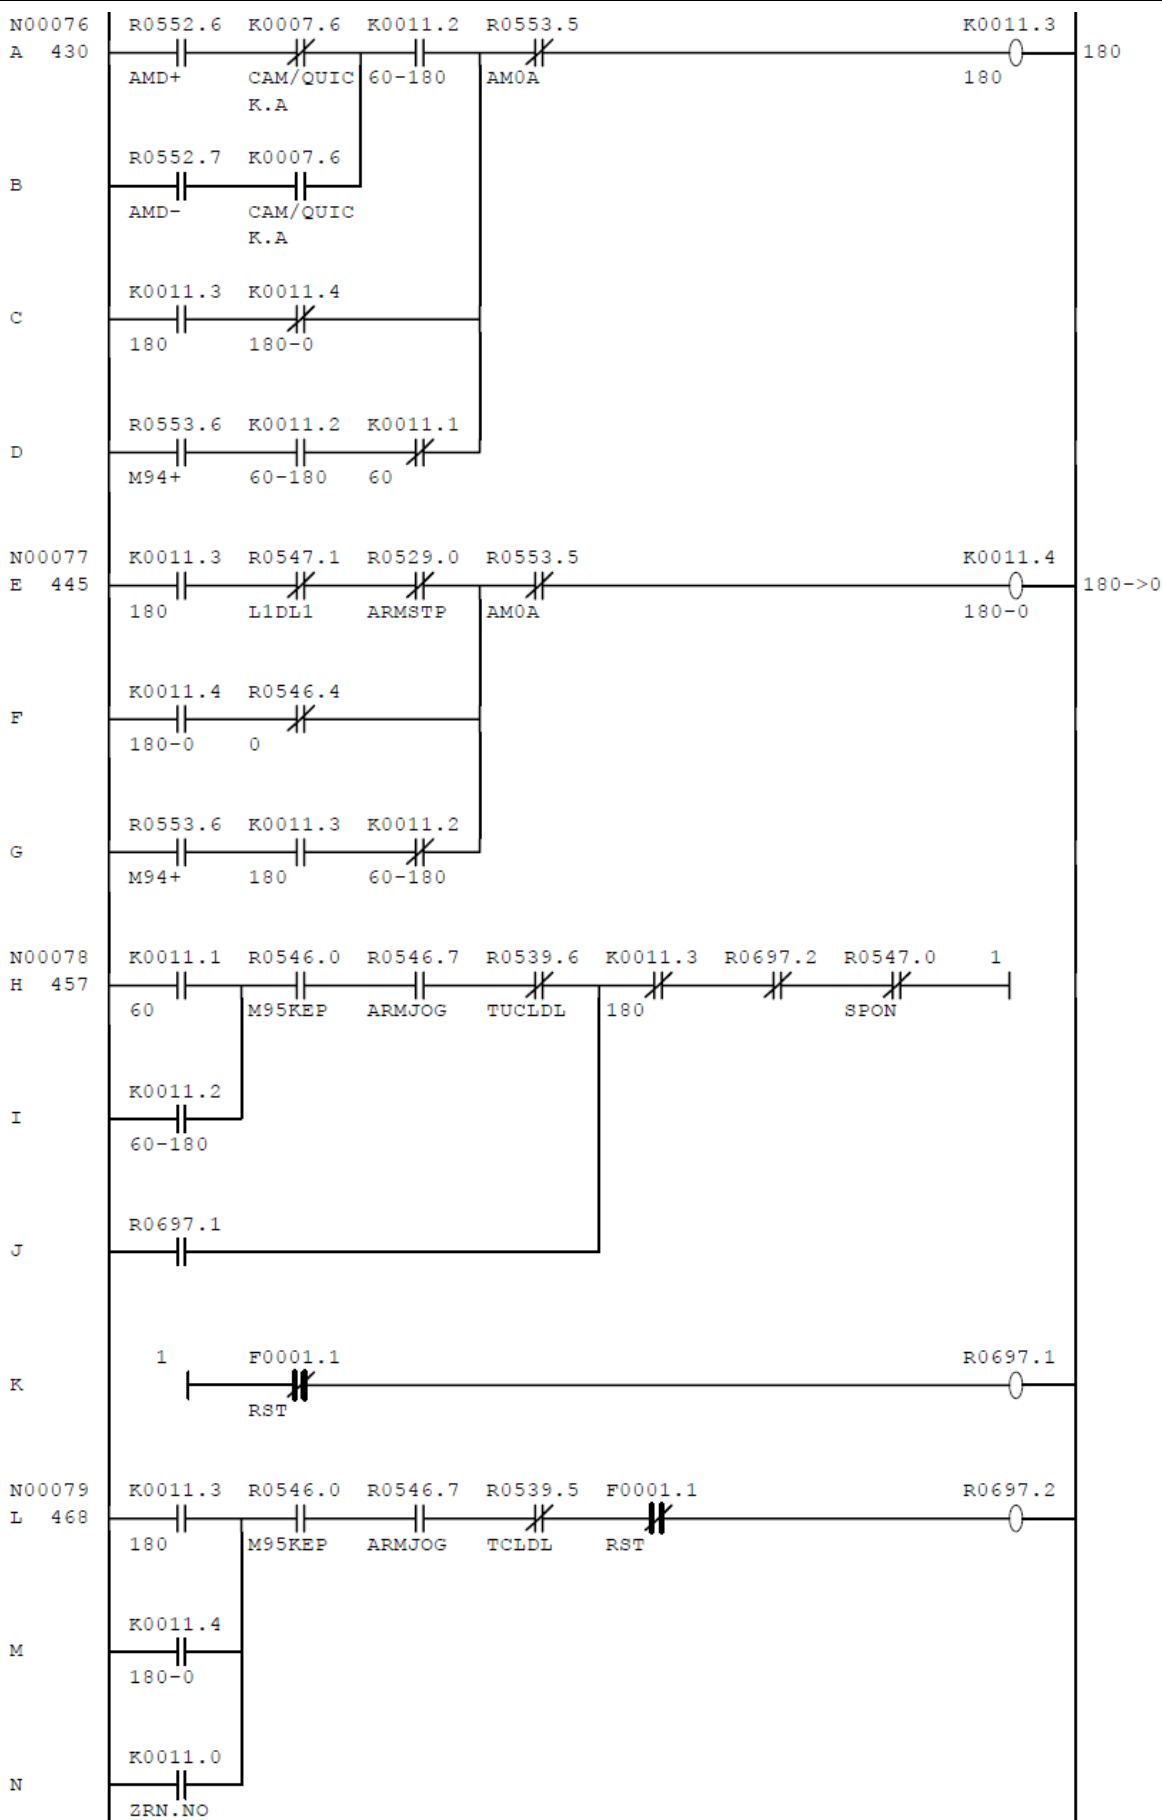 N00076 R0552.6 K0007.6 K0011.2 R0553.5 K0011.3
A 430 180
AMD+ CAM/QUIC 60-180 AM0A 180
K.A
R0552.7 K0007.6
B
AMD- CAM/QUIC
K.A
K0011.3 K0011.4
C
180 180-0
R0553.6 K0011.2 K0011.1
D
M94+ 60-180 60
N00077 K0011.3 R0547.1 R0529.0 R0553.5 K0011.4
E 445 180->0
180 L1DL1 ARMSTP AM0A 180-0
K0011.4 R0546.4
F
180-0 0
R0553.6 K0011.3 K0011.2
G
M94+ 180 60-180
N00078 K0011.1 R0546.0 R0546.7 R0539.6 K0011.3 R0697.2 R0547.0 1
H 457
60 M95KEP ARMJOG TUCLDL 180 SPON
K0011.2
I
60-180
R0697.1
J
1 F0001.1 R0697.1
K
RST
N00079 K0011.3 R0546.0 R0546.7 R0539.5 F0001.1 R0697.2
L 468
180 M95KEP ARMJOG TCLDL RST
K0011.4
M
180-0
K0011.0
N
ZRN.NO